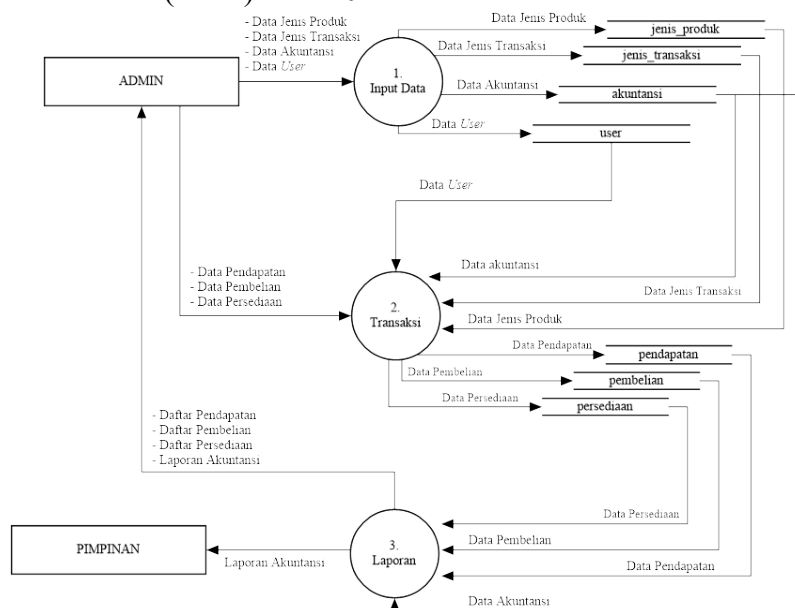 - Data Jenis Produk
- Data Jenis Transaksi
- Data Akuntansi
- Data User
ADMIN
1.
Input Data
Data Jenis Produk
jenis_produk
Data Jenis Transaksi
jenis_transaksi
Data Akuntansi
akuntansi
Data User
user
Data User
- Data Pendapatan
- Data Pembelian
- Data Persediaan
2.
Transaksi
Data akuntansi
Data Jenis Transaksi
Data Jenis Produk
Data Pendapatan
pendapatan
Data Pembelian
pembelian
Data Persediaan
persediaan
- Daftar Pendapatan
- Daftar Pembelian
- Daftar Persediaan
- Laporan Akuntansi
PIMPINAN
Laporan Akuntansi
3.
Laporan
Data Persediaan
Data Pembelian
Data Pendapatan
Data Akuntansi